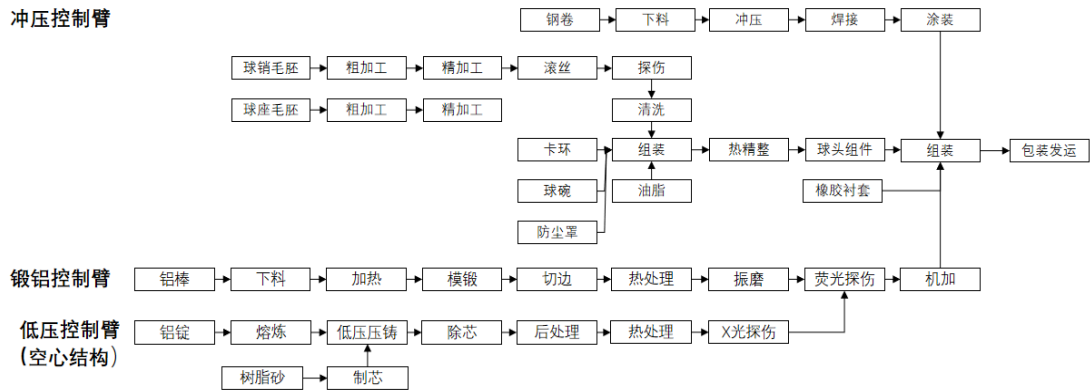 冲压控制臂
钢卷 下料 冲压 焊接 涂装
球销毛胚 粗加工 精加工 滚丝 探伤
球座毛胚 粗加工 精加工 清洗
卡环 组装 热精整 球头组件 组装 包装发运
球碗 油脂 橡胶衬套
防尘罩
锻铝控制臂 铝棒 下料 加热 模锻 切边 热处理 振磨 荧光探伤 机加
低压控制臂
(空心结构)
铝锭 熔炼 低压压铸 除芯 后处理 热处理 X光探伤
树脂砂 制芯